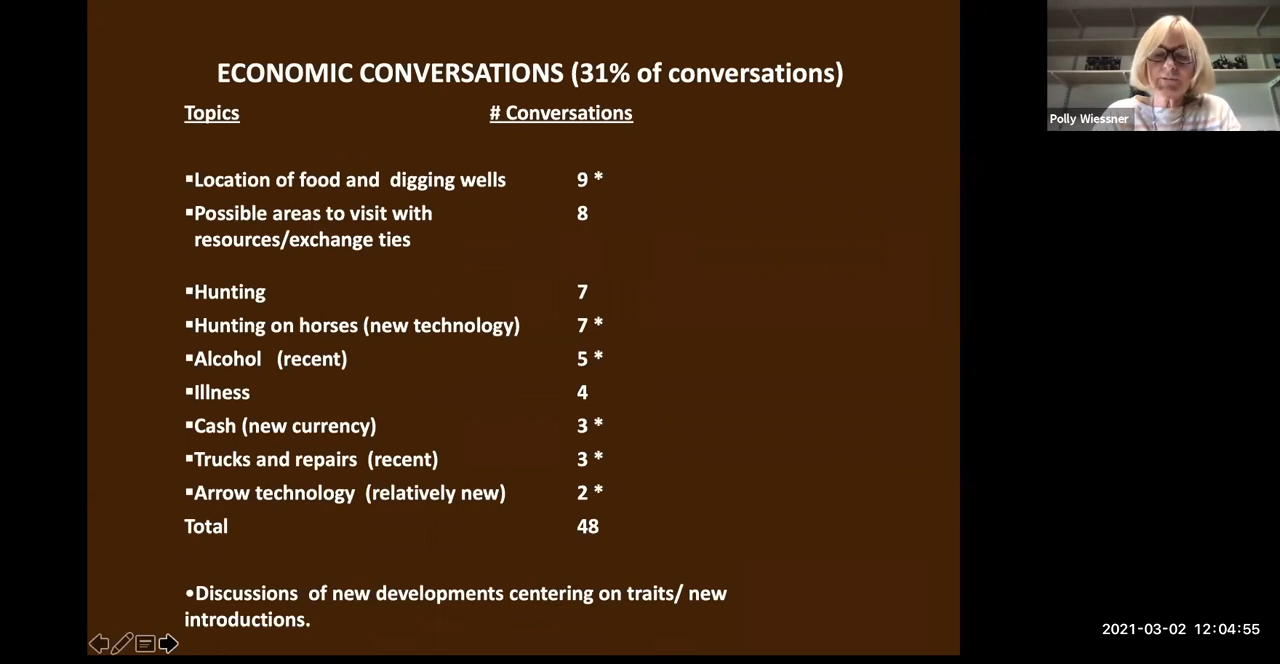 ECONOMIC CONVERSATIONS (31% of conversations)
Topics # Conversations
▪Location of food and digging wells 9 *
▪Possible areas to visit with 8
resources/exchange ties
▪Hunting 7
▪Hunting on horses (new technology) 7 *
▪Alcohol (recent) 5 *
▪Illness 4
▪Cash (new currency) 3 *
▪Trucks and repairs (recent) 3 *
▪Arrow technology (relatively new) 2 *
Total 48
•Discussions of new developments centering on traits/ new
introductions.
Polly Wiessner
2021-03-02 12:04:55